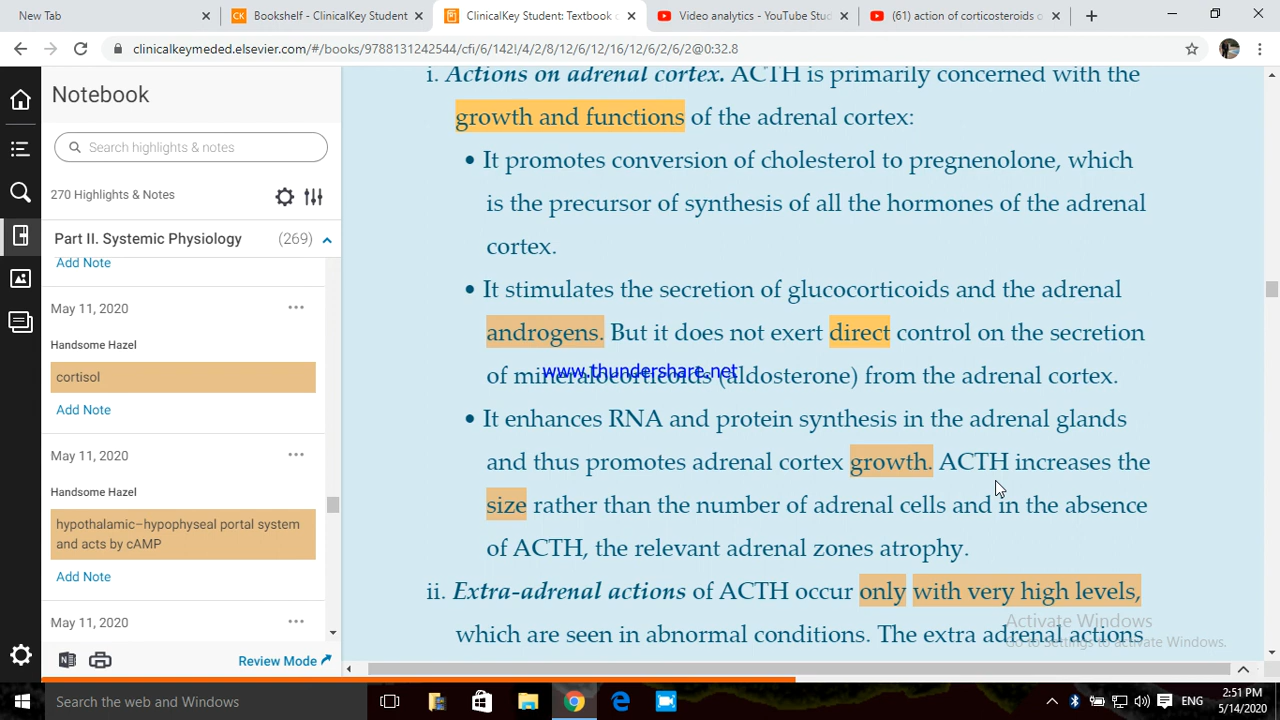 New Tab
Bookshelf - ClinicalKey Student
ClinicalKey Student: Textbook
Video analytics - YouTube Stud
(61) action of corticosteroids o
clinicalkeymeded.elsevier.com/#/books/9788131242544/cfi/6/142!/4/2/8/12/6/12/16/12/6/2/6/2@0:32.8
Notebook
Search highlights & notes
270 Highlights & Notes
Part II. Systemic Physiology (269)
Add Note
May 11, 2020
Handsome Hazel
cortisol
Add Note
May 11, 2020
Handsome Hazel
hypothalamic–hypophyseal portal system
and acts by cAMP
Add Note
May 11, 2020
Review Mode
i. Actions on adrenal cortex. ACTH is primarily concerned with the
growth and functions of the adrenal cortex:
• It promotes conversion of cholesterol to pregnenolone, which
is the precursor of synthesis of all the hormones of the adrenal
cortex.
• It stimulates the secretion of glucocorticoids and the adrenal
androgens. But it does not exert direct control on the secretion
www.thundershare.net
of mineralocorticoids (aldosterone) from the adrenal cortex.
• It enhances RNA and protein synthesis in the adrenal glands
and thus promotes adrenal cortex growth. ACTH increases the
size rather than the number of adrenal cells and in the absence
of ACTH, the relevant adrenal zones atrophy.
ii. Extra-adrenal actions of ACTH occur only with very high levels,
which are seen in abnormal conditions. The extra adrenal actions
Activate Windows
Go to Settings to activate Windows.
Search the web and Windows
ENG
2:51 PM
5/14/2020